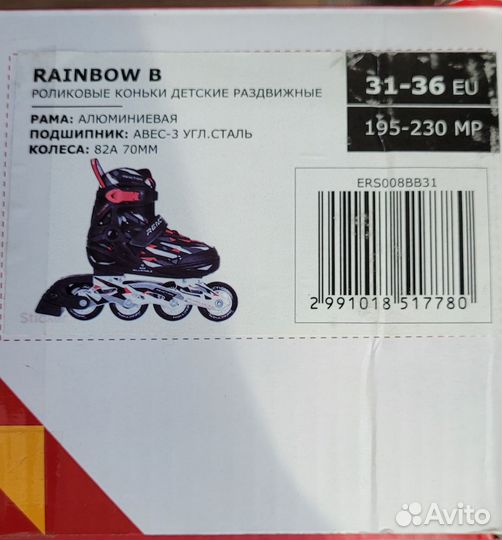 RAINBOW B
РОЛИКОВЫЕ КОНЬКИ ДЕТСКИЕ РАЗДВИЖНЫЕ
РАМА: АЛЮМИНИЕВАЯ
ПОДШИПНИК: ABEC-3 УГЛ.СТАЛЬ
КОЛЕСА: 82A 70MM
31-36 EU
195-230 MP
ERS008BB31
2 991018 517780
Avito